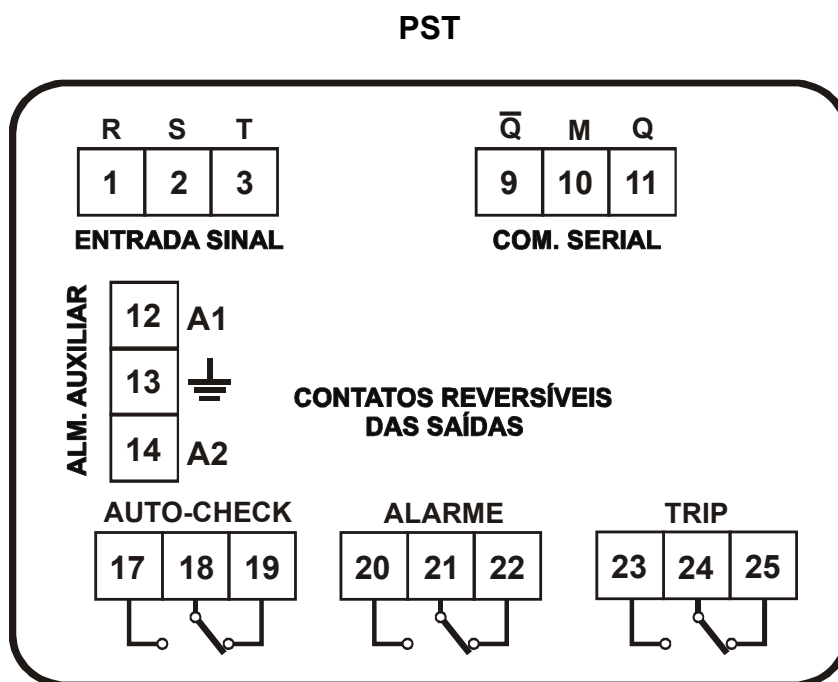 PST
R S T
1 2 3
ENTRADA SINAL
Q̅ M Q
9 10 11
COM. SERIAL
ALM. AUXILIAR
12 A1
13
14 A2
CONTATOS REVERSÍVEIS
DAS SAÍDAS
AUTO-CHECK
17 18 19
ALARME
20 21 22
TRIP
23 24 25